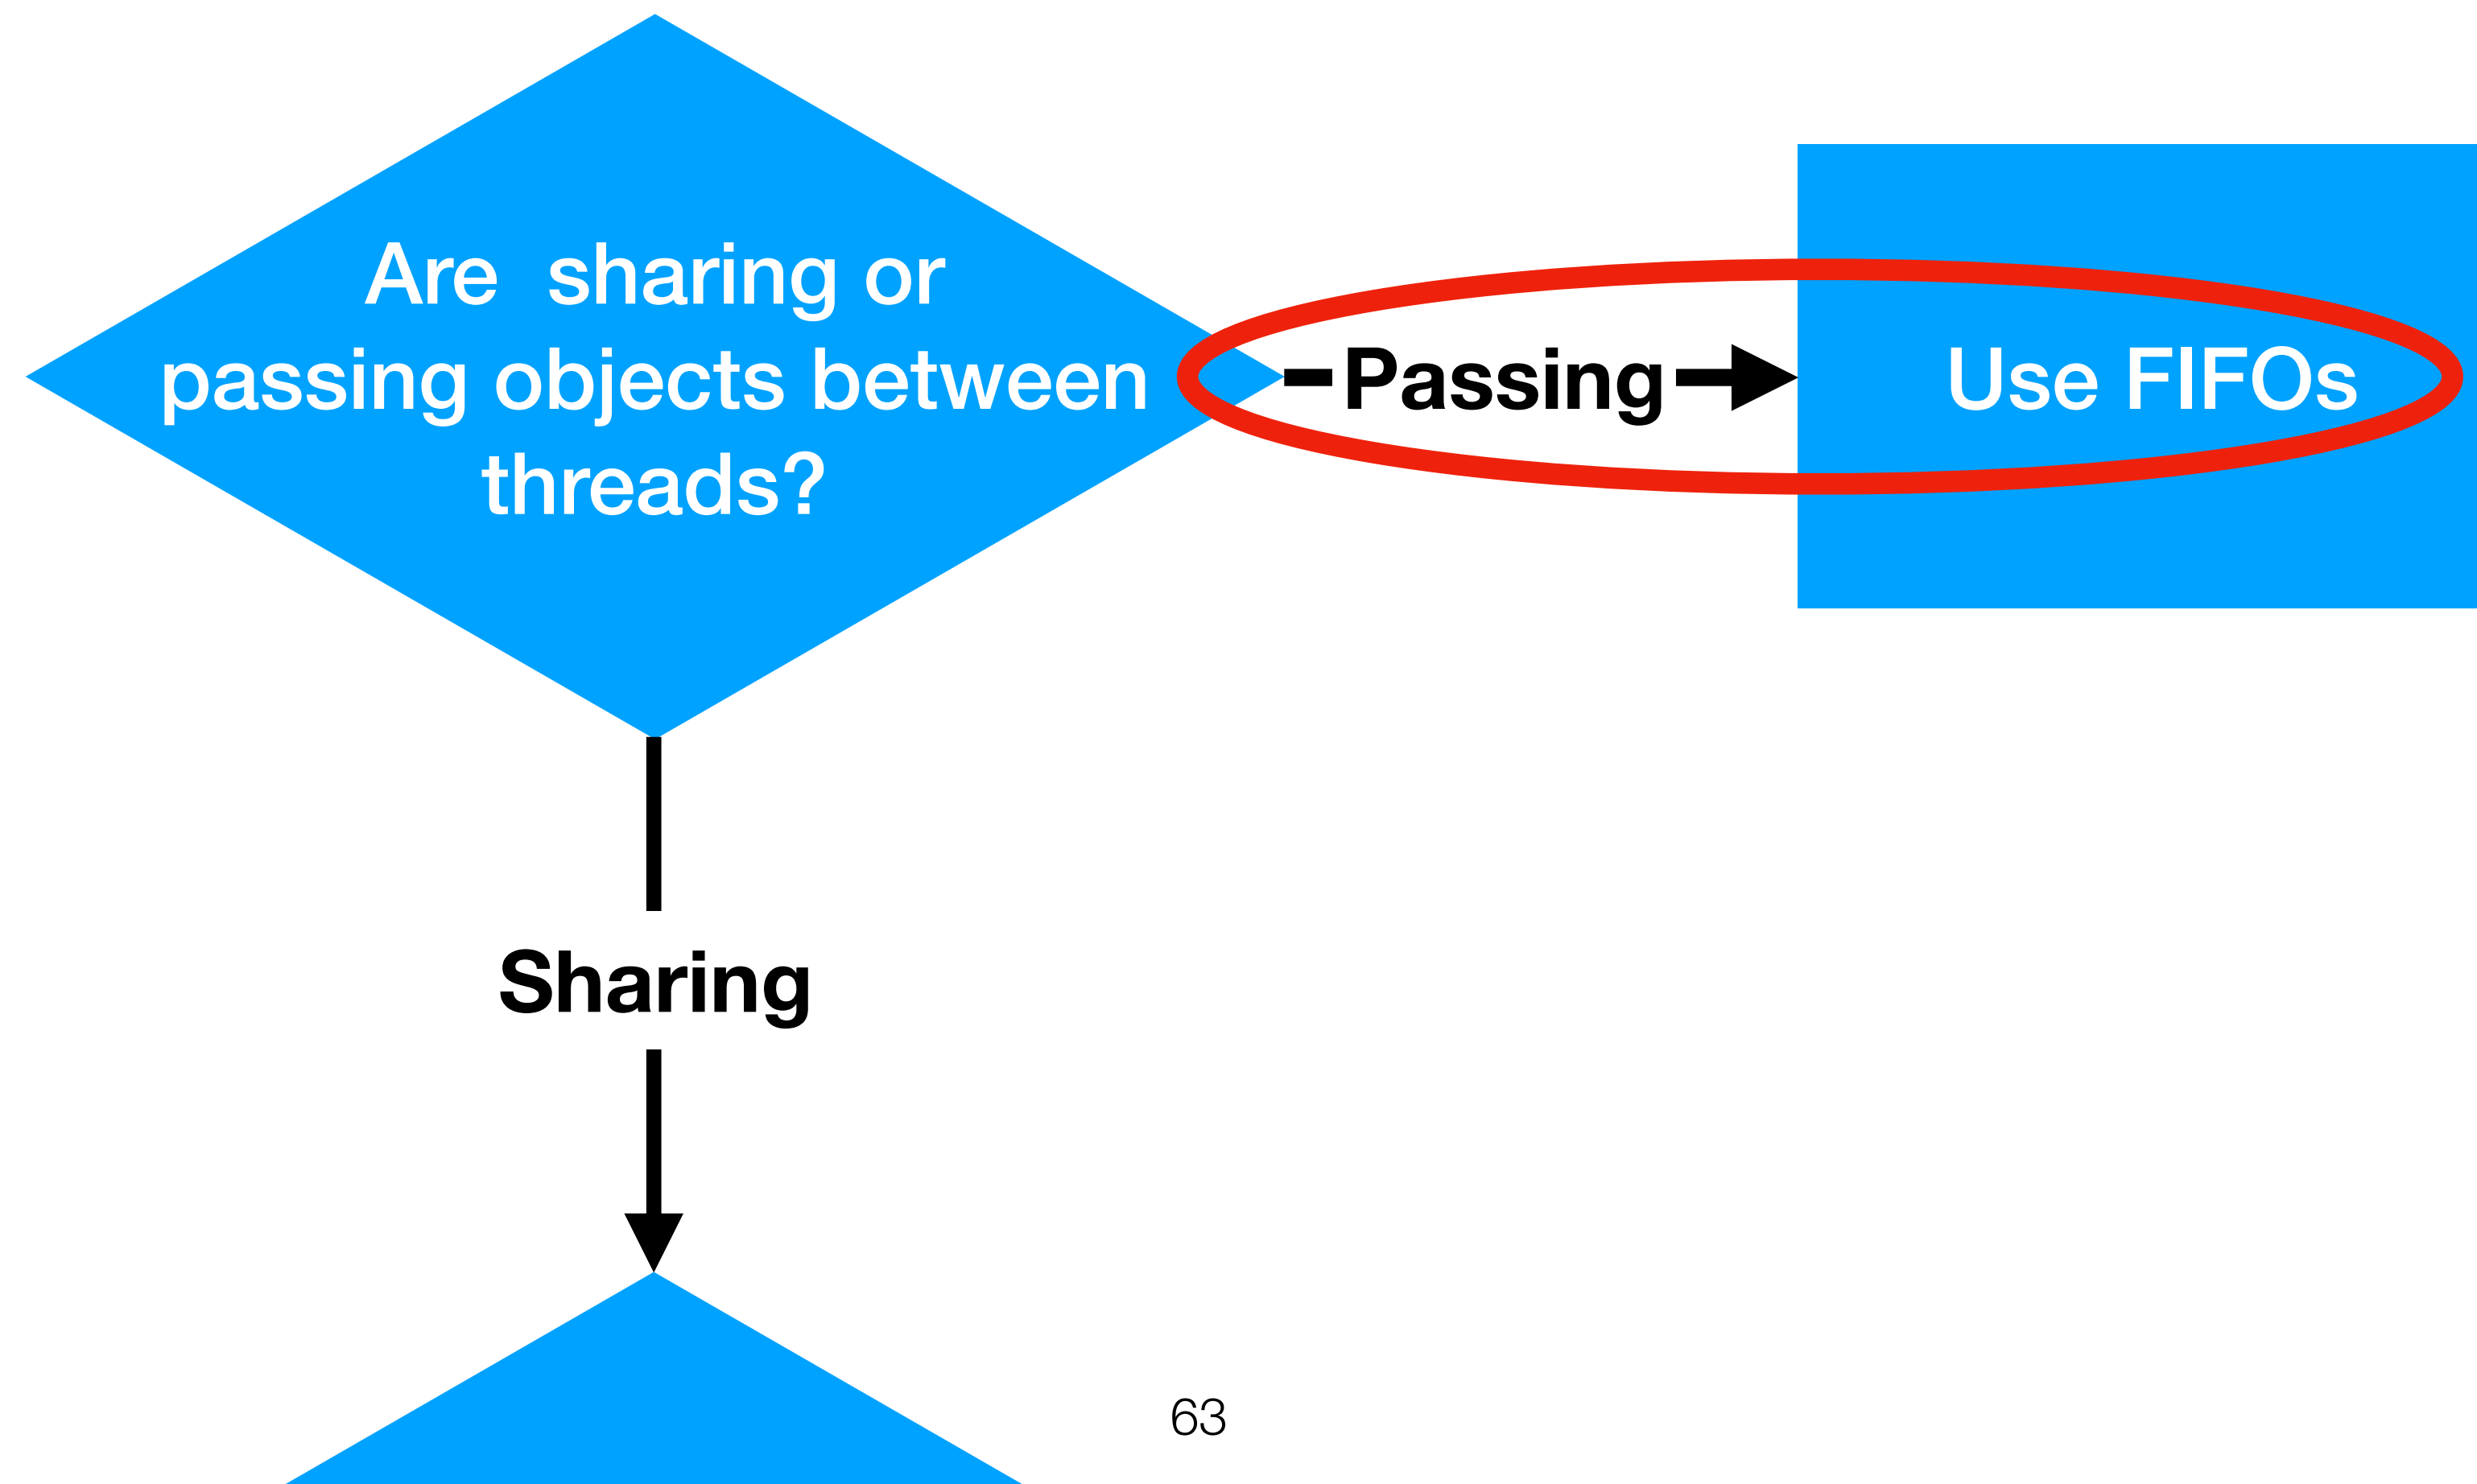 Are  sharing or
passing objects between
threads?
Passing
Use FIFOs
Sharing
63